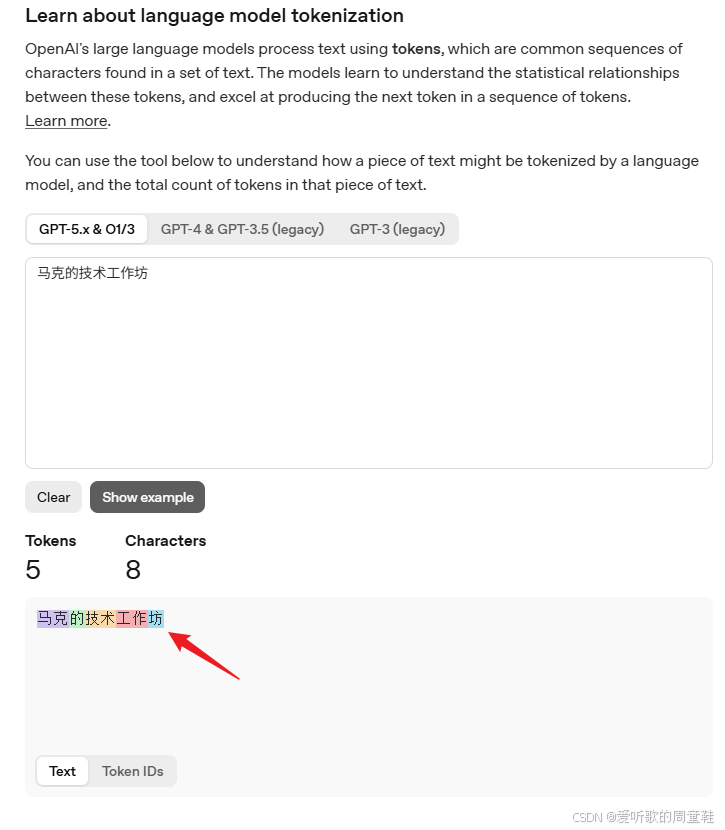 Learn about language model tokenization
OpenAI's large language models process text using tokens, which are common sequences of
characters found in a set of text. The models learn to understand the statistical relationships
between these tokens, and excel at producing the next token in a sequence of tokens.
Learn more.
You can use the tool below to understand how a piece of text might be tokenized by a language
model, and the total count of tokens in that piece of text.
GPT-5.x & O1/3 GPT-4 & GPT-3.5 (legacy) GPT-3 (legacy)
马克的技术工作坊
Clear Show example
Tokens Characters
5 8
马克的技术工作坊
Text Token IDs
CSDN @爱听歌的周童鞋